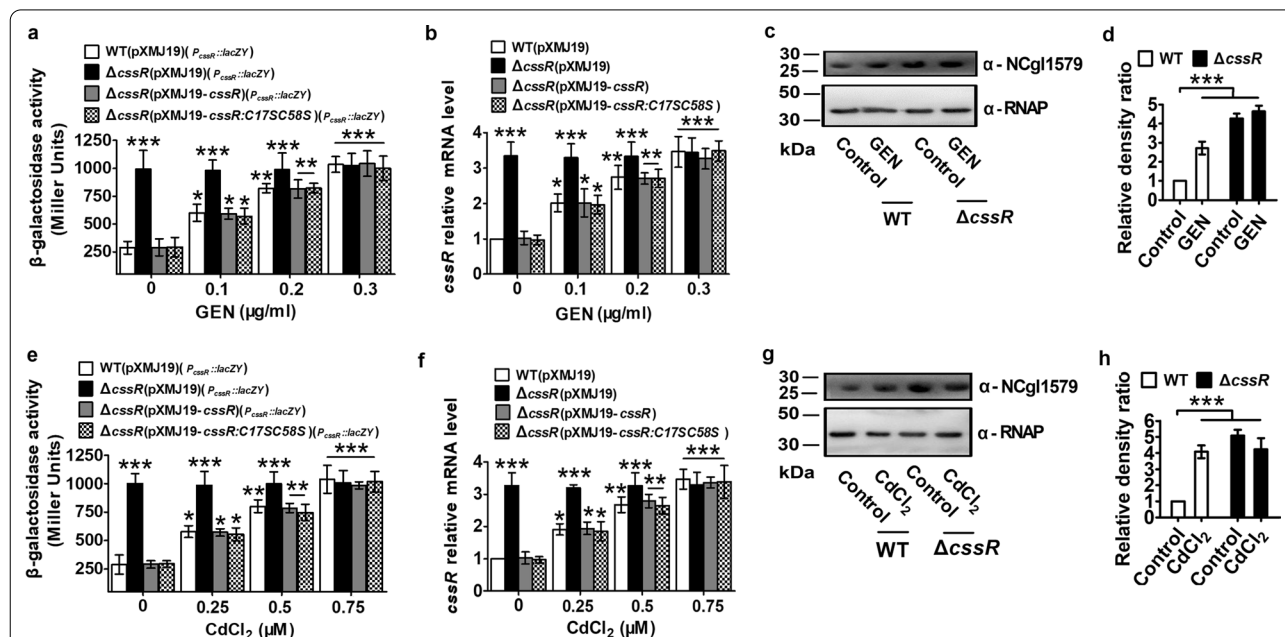 a
WT(pXMJ19)(PcssR::lacZY)
ΔcssR(pXMJ19)(PcssR::lacZY)
ΔcssR(pXMJ19-cssR)(PcssR::lacZY)
ΔcssR(pXMJ19-cssR:C17SC58S)(PcssR::lacZY)
β-galactosidase activity
(Miller Units)
1250
1000
750
500
250
*** *** *** ***
* * * ** **
0 0.1 0.2 0.3
GEN (μg/ml)
b
WT(pXMJ19)
ΔcssR(pXMJ19)
ΔcssR(pXMJ19-cssR)
ΔcssR(pXMJ19-cssR:C17SC58S)
cssR relative mRNA level
5
4
3
2
1
0
*** *** *** ***
* * * ** **
0 0.1 0.2 0.3
GEN (μg/ml)
c
30
25
α-NCgl1579
40
30
α-RNAP
kDa
Control GEN Control GEN
WT ΔcssR
d
WT ΔcssR
***
Relative density ratio
5
4
3
2
1
0
Control GEN Control GEN
e
WT(pXMJ19)(PcssR::lacZY)
ΔcssR(pXMJ19)(PcssR::lacZY)
ΔcssR(pXMJ19-cssR)(PcssR::lacZY)
ΔcssR(pXMJ19-cssR:C17SC58S)(PcssR::lacZY)
β-galactosidase activity
(Miller Units)
1250
1000
750
500
250
*** *** *** ***
* * * ** **
0 0.25 0.5 0.75
CdCl2 (μM)
f
WT(pXMJ19)
ΔcssR(pXMJ19)
ΔcssR(pXMJ19-cssR)
ΔcssR(pXMJ19-cssR:C17SC58S)
cssR relative mRNA level
5
4
3
2
1
0
*** *** *** ***
* * * ** **
0 0.25 0.5 0.75
CdCl2 (μM)
g
30
25
α-NCgl1579
40
30
α-RNAP
kDa
Control CdCl2 Control CdCl2
WT ΔcssR
h
WT ΔcssR
***
Relative density ratio
7
6
5
4
3
2
1
0
Control CdCl2 Control CdCl2